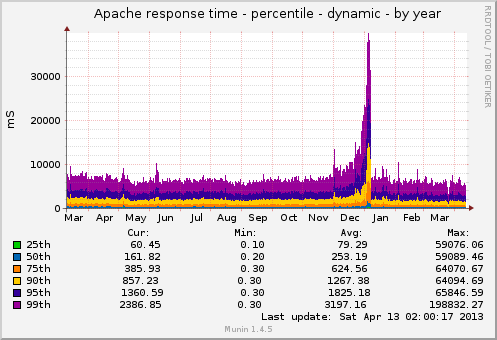 Apache response time - percentile - dynamic - by year
RRDTOOL / TOBI OETIKER
mS
30000
20000
10000
0
Mar Apr May Jun Jul Aug Sep Oct Nov Dec Jan Feb Mar
Cur: Min: Avg: Max:
25th 60.45 0.10 79.29 59076.06
50th 161.82 0.20 253.19 59089.46
75th 385.93 0.30 624.56 64070.67
90th 857.23 0.30 1267.38 64094.69
95th 1360.59 0.30 1825.18 65846.59
99th 2386.85 0.30 3197.16 198832.27
Last update: Sat Apr 13 02:00:17 2013
Munin 1.4.5